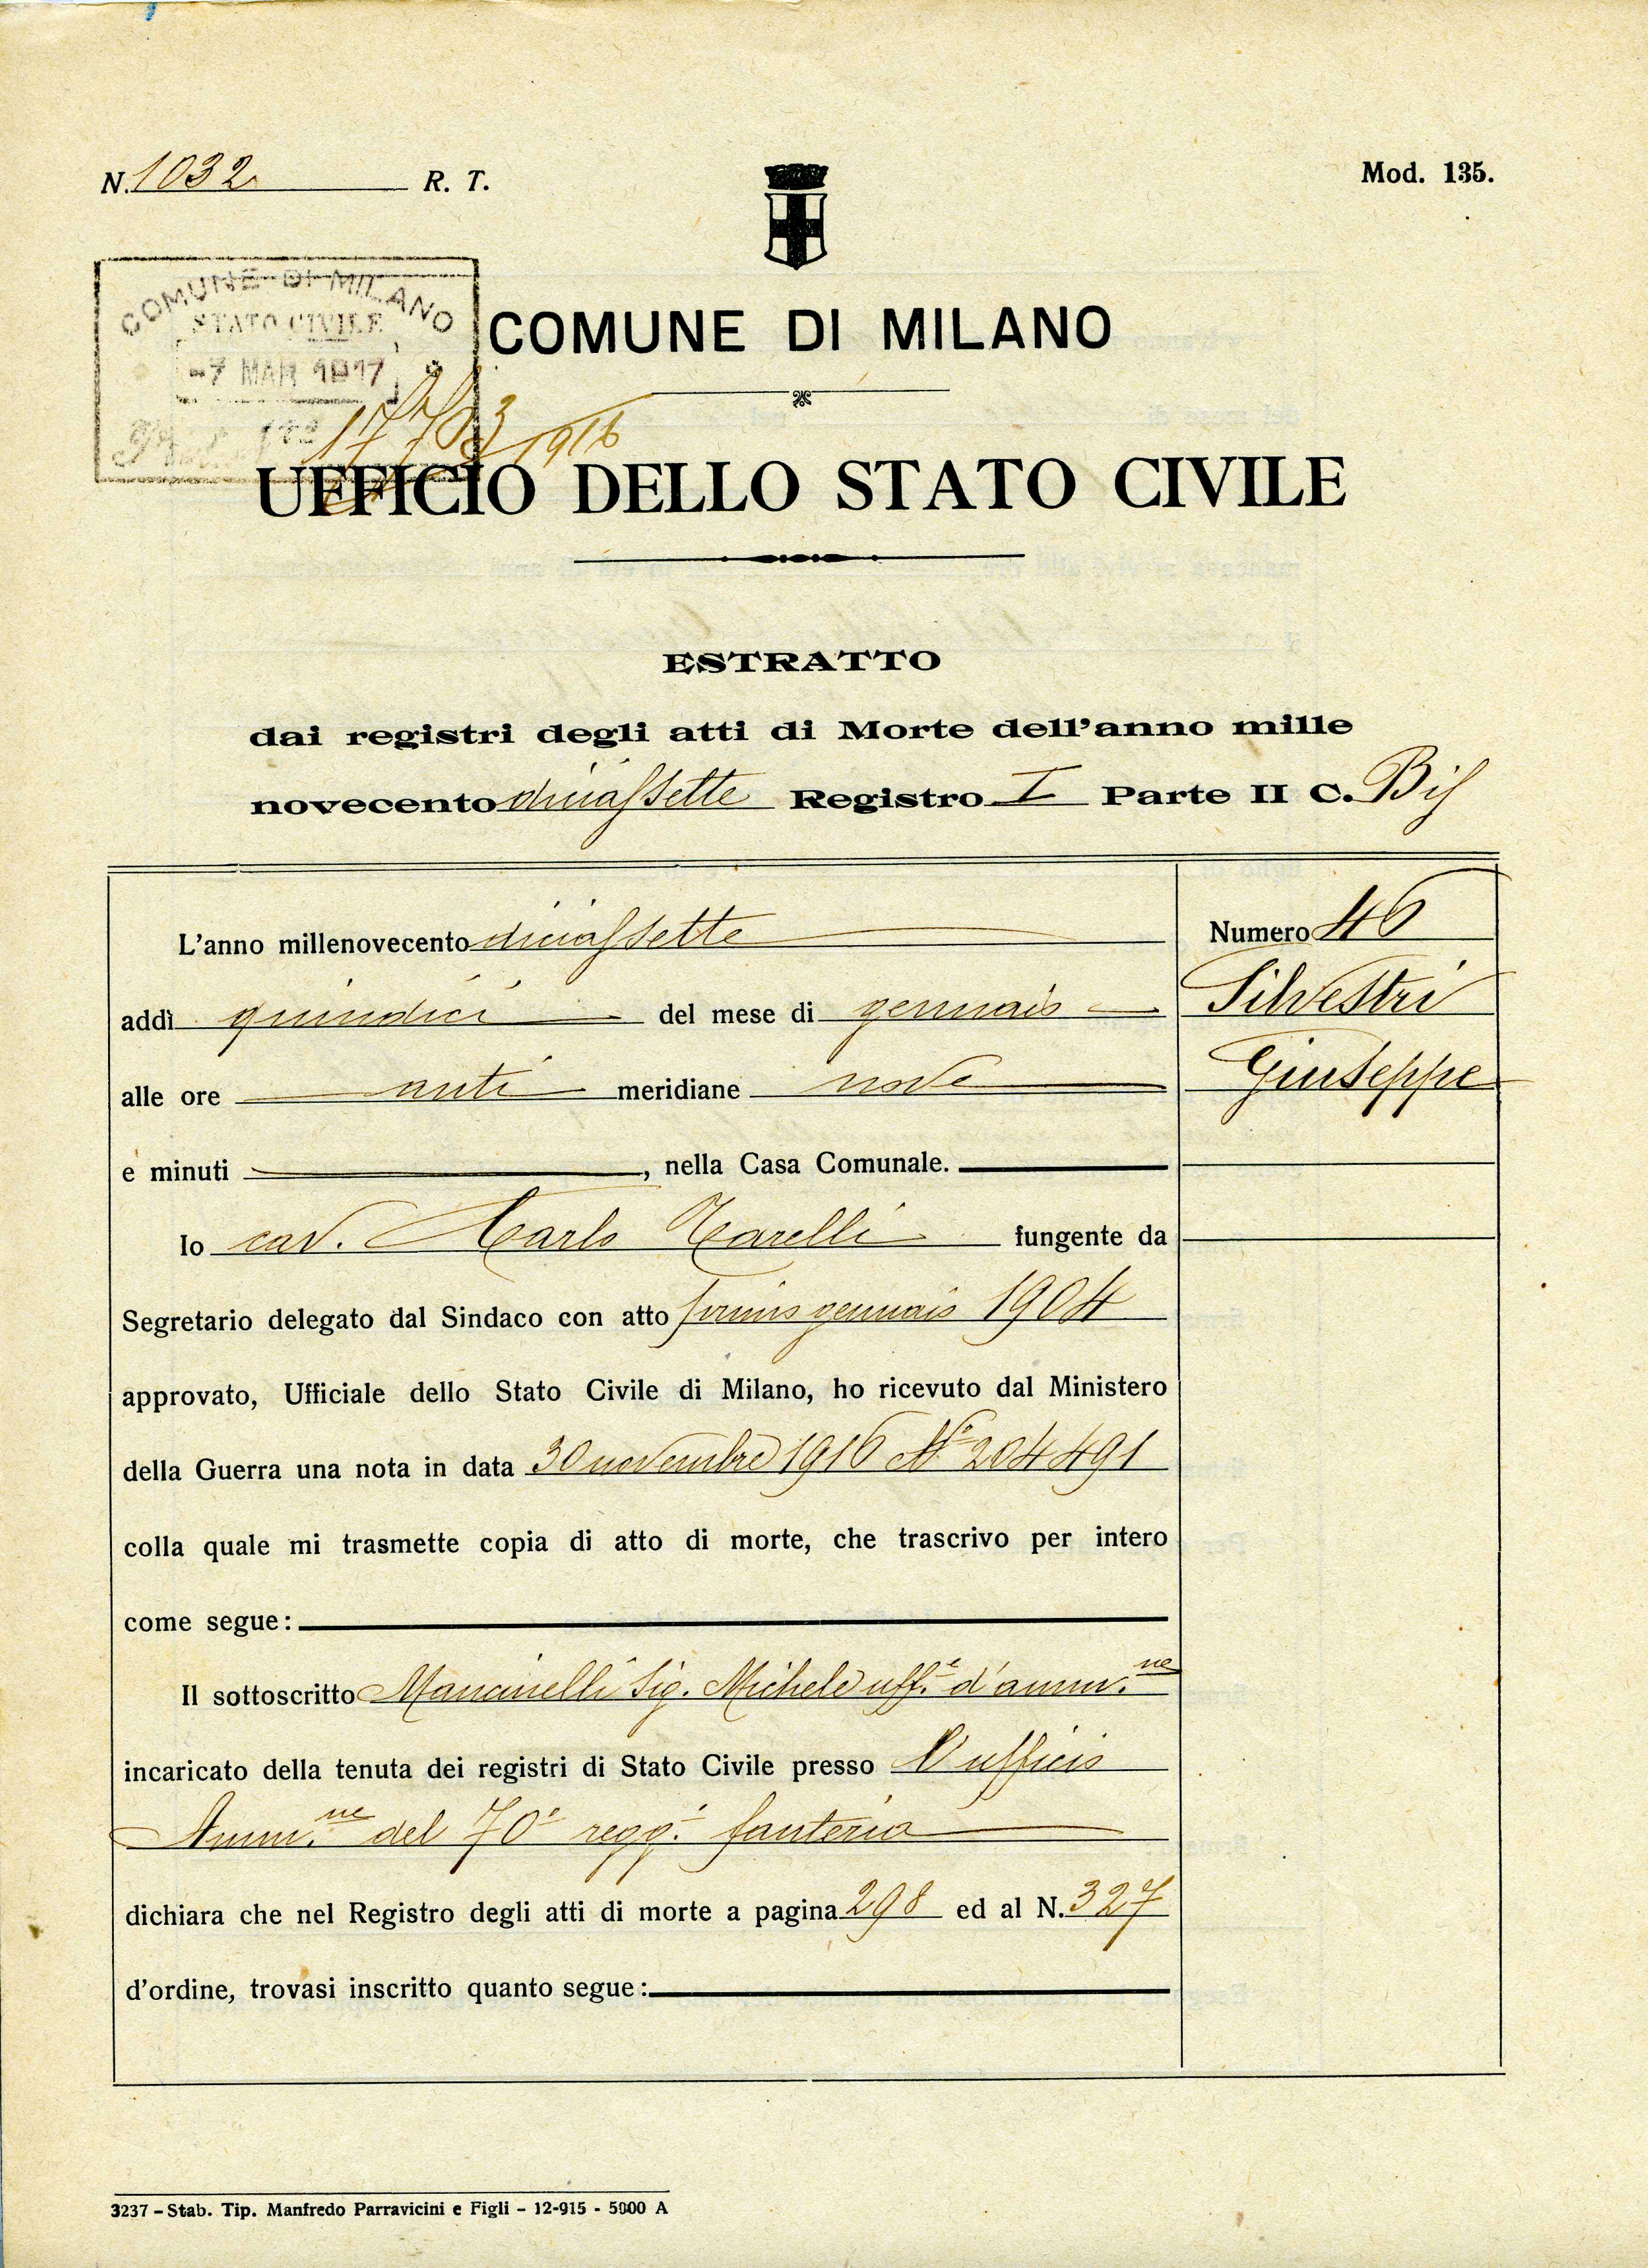 N. 1032 R. T.
Mod. 135.
COMUNE DI MILANO
STATO CIVILE
-7 MAR 1917
17703 1916
COMUNE DI MILANO
UFFICIO DELLO STATO CIVILE
ESTRATTO
dai registri degli atti di Morte dell'anno mille
novecento diciassette Registro I Parte II C. Bis
L'anno millenovecento diciassette
Numero 46
addì quindici del mese di gennaio
Silvestri
alle ore anti meridiane nove
Giuseppe
e minuti , nella Casa Comunale.
Io cav. Carlo Carelli fungente da
Segretario delegato dal Sindaco con atto primo gennaio 1904
approvato, Ufficiale dello Stato Civile di Milano, ho ricevuto dal Ministero
della Guerra una nota in data 30 novembre 1916 N° 204491
colla quale mi trasmette copia di atto di morte, che trascrivo per intero
come segue:
Il sottoscritto Mancinelli Sig. Michele uff.e d'amm.ne
incaricato della tenuta dei registri di Stato Civile presso l'ufficio
Amm.ne del 70° regg. fanteria
dichiara che nel Registro degli atti di morte a pagina 298 ed al N. 327
d'ordine, trovasi inscritto quanto segue:
3237 – Stab. Tip. Manfredo Parravicini e Figli – 12-915 - 5000 A